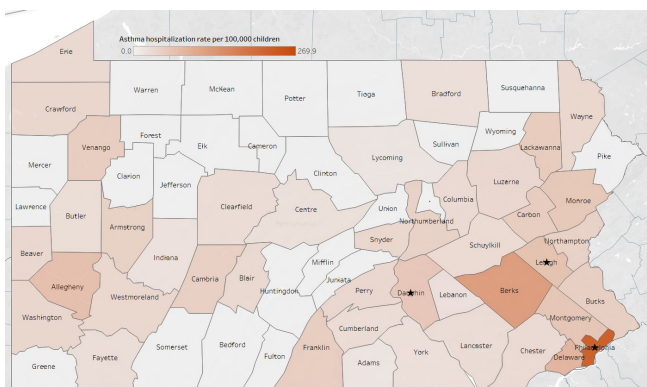 Asthma hospitalization rate per 100,000 children
0.0 269.9
Erie
Warren
McKean
Potter
Tioga
Bradford
Susquehanna
Crawford
Wayne
Forest
Elk
Cameron
Sullivan
Wyoming
Lackawanna
Venango
Mercer
Clarion
Jefferson
Clinton
Lycoming
Pike
Luzerne
Lawrence
Butler
Clearfield
Centre
Union
Columbia
Monroe
Carbon
Northumberland
Armstrong
Snyder
Schuylkill
Northampton
Beaver
Indiana
Mifflin
Lehigh
Allegheny
Cambria
Blair
Huntingdon
Juniata
Perry
Dauphin
Lebanon
Berks
Bucks
Westmoreland
Washington
Cumberland
Montgomery
Somerset
Bedford
Fulton
Franklin
Adams
York
Lancaster
Chester
Delaware
Philadelphia
Fayette
Greene